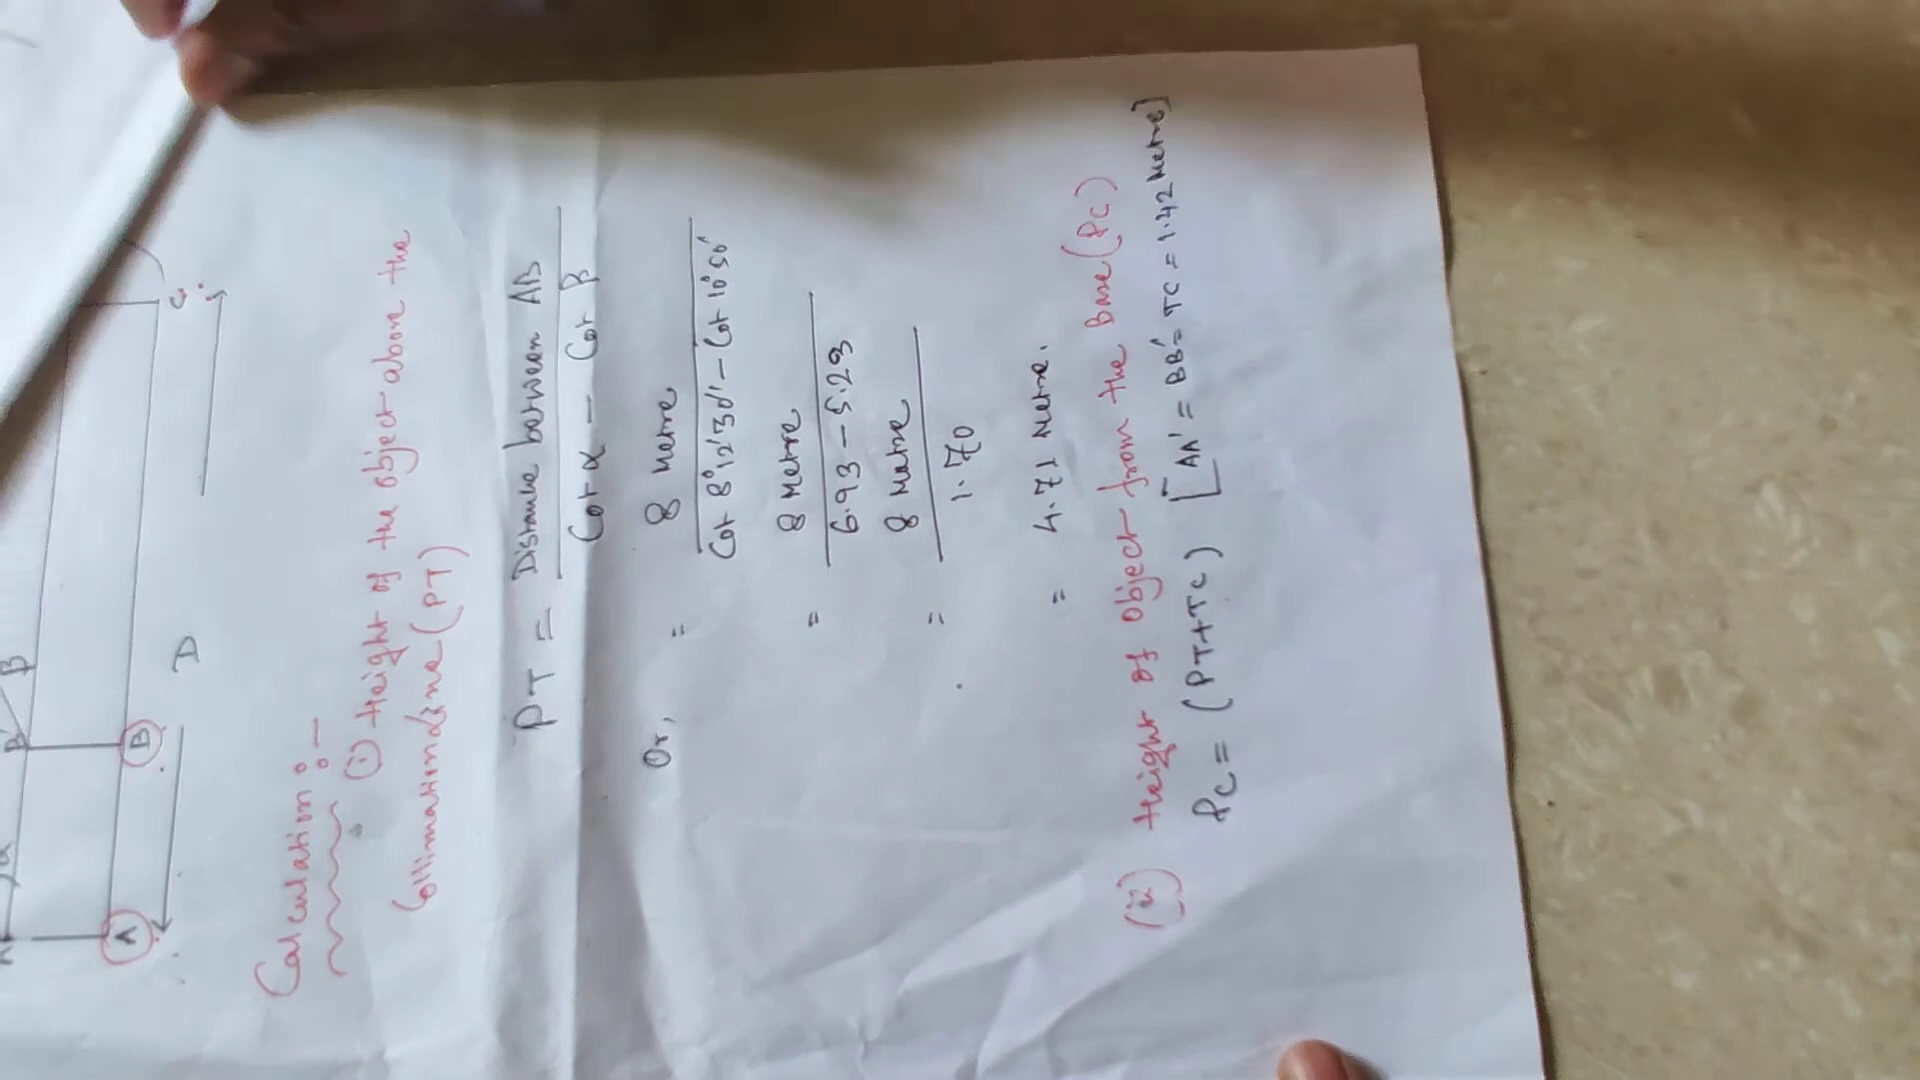 α
B' B
A B
C
D
Calculation :-
(i) Height of the object above the
Collimation Line (PT)
PT = Distance between AB
Cot α - Cot β
Or, = 8 Metre
Cot 8°12'30" - Cot 10°50'
= 8 Metre
6.93 - 5.23
= 8 Metre
1.70
= 4.71 Metre.
(ii) Height of Object from the Base (PC)
PC = (PT+TC) [AA' = BB' = TC = 1.42 Metre]